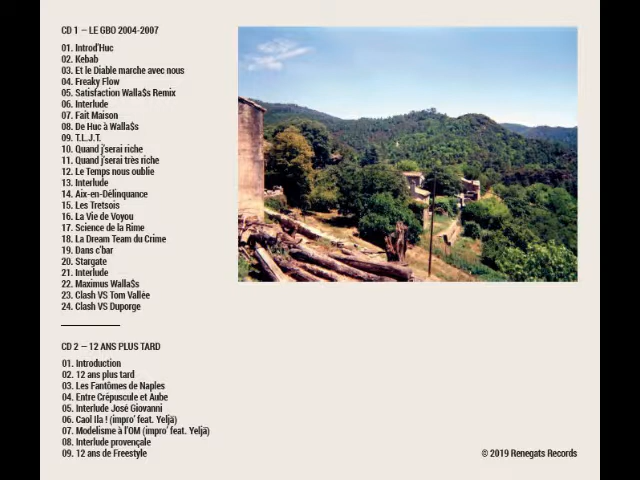 CD 1 – LE GBO 2004-2007
01. Introd'Huc
02. Kebab
03. Et le Diable marche avec nous
04. Freaky Flow
05. Satisfaction Walla$s Remix
06. Interlude
07. Fait Maison
08. De Huc à Walla$s
09. T.L.J.T.
10. Quand j'serai riche
11. Quand j'serai très riche
12. Le Temps nous oublie
13. Interlude
14. Aix-en-Délinquance
15. Les Tretsois
16. La Vie de Voyou
17. Science de la Rime
18. La Dream Team du Crime
19. Dans c'bar
20. Stargate
21. Interlude
22. Maximus Walla$s
23. Clash VS Tom Vallée
24. Clash VS Duporge
CD 2 – 12 ANS PLUS TARD
01. Introduction
02. 12 ans plus tard
03. Les Fantômes de Naples
04. Entre Crépuscule et Aube
05. Interlude José Giovanni
06. Caol Ila ! (impro' feat. Yeljä)
07. Modelisme à l'OM (impro' feat. Yeljä)
08. Interlude provençale
09. 12 ans de Freestyle
© 2019 Renegats Records